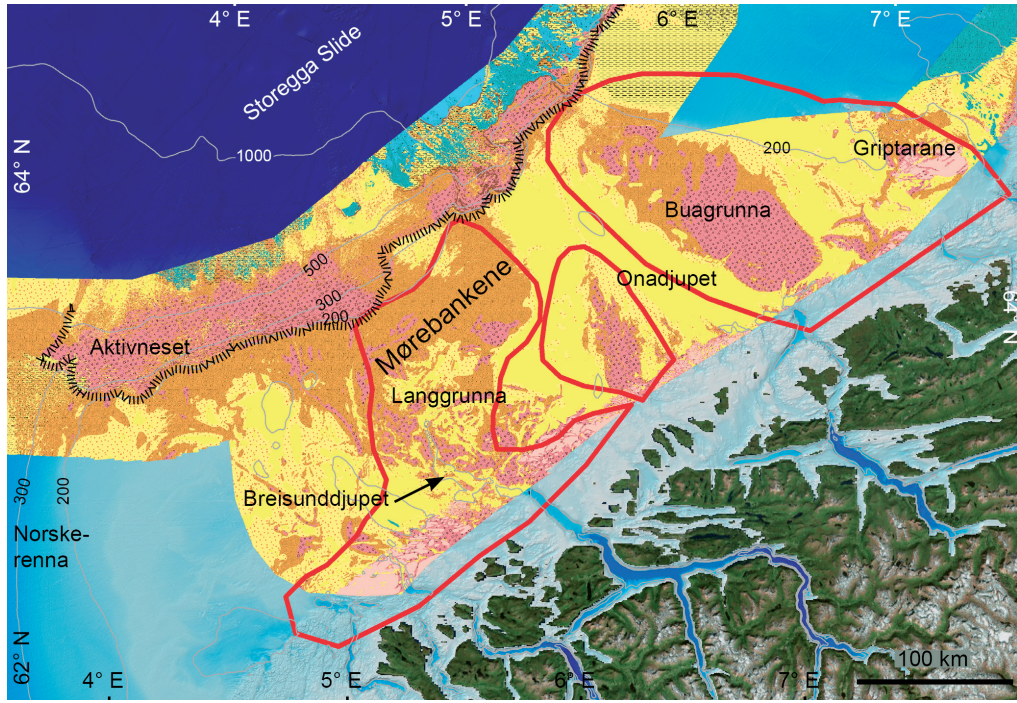 4° E
5° E
6° E
7° E
Storegga Slide
64° N
1000
200
Griptarane
Buagrunna
500
Onadjupet
300
200
Mørebankene
64° N
Aktivneset
Langgrunna
300
200
Breisunddjupet
Norske-
renna
62° N
100 km
4° E
5° E
6° E
7° E